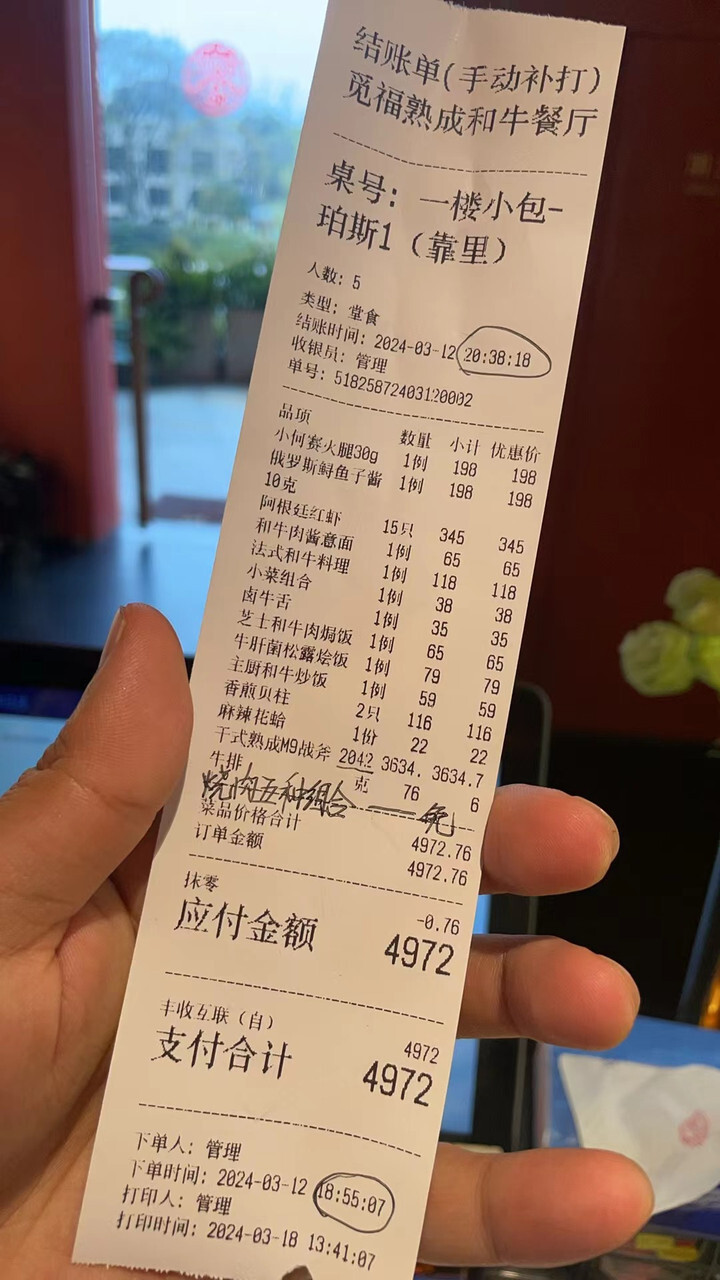 结账单(手动补打)
觅福熟成和牛餐厅
桌号: 一楼小包-
珀斯1 (靠里)
人数: 5
类型: 堂食
结账时间: 2024-03-12 20:38:18
收银员: 管理
单号: 51825872403120002
品项 数量 小计 优惠价
小何赛火腿30g 1例 198 198
俄罗斯鲟鱼子酱 1例 198 198
10克
阿根廷红虾 15只 345 345
和牛肉酱意面 1例 65 65
法式和牛料理 1例 118 118
小菜组合 1例 38 38
卤牛舌 1例 35 35
芝士和牛肉焗饭 1例 65 65
牛肝菌松露烩饭 1例 79 79
主厨和牛炒饭 1例 59 59
香煎贝柱 2只 116 116
麻辣花蛤 1份 22 22
干式熟成M9战斧 2042 3634. 3634.7
牛排 克 76 6
烧肉五种组合 — 免
菜品价格合计 4972.76
订单金额 4972.76
抹零 -0.76
应付金额 4972
丰收互联(自) 4972
支付合计 4972
下单人: 管理
下单时间: 2024-03-12 18:55:07
打印人: 管理
打印时间: 2024-03-18 13:41:07